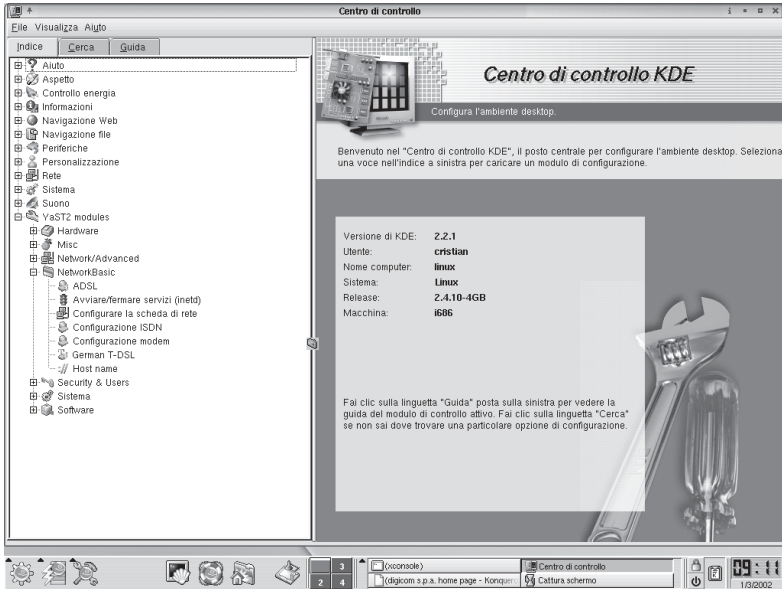 Centro di controllo
File Visualizza Aiuto
Indice Cerca Guida
Aiuto
Aspetto
Controllo energia
Informazioni
Navigazione Web
Navigazione file
Periferiche
Personalizzazione
Rete
Sistema
Suono
YaST2 modules
Hardware
Misc
Network/Advanced
NetworkBasic
ADSL
Avviare/fermare servizi (inetd)
Configurare la scheda di rete
Configurazione ISDN
Configurazione modem
German T-DSL
Host name
Security & Users
Sistema
Software
Centro di controllo KDE
Configura l'ambiente desktop.
Benvenuto nel "Centro di controllo KDE", il posto centrale per configurare l'ambiente desktop. Seleziona
una voce nell'indice a sinistra per caricare un modulo di configurazione.
Versione di KDE: 2.2.1
Utente: cristian
Nome computer: linux
Sistema: Linux
Release: 2.4.10-4GB
Macchina: i686
Fai clic sulla linguetta "Guida" posta sulla sinistra per vedere la
guida del modulo di controllo attivo. Fai clic sulla linguetta "Cerca"
se non sai dove trovare una particolare opzione di configurazione.
3
2 4
(xconsole) Centro di controllo
(digicom s.p.a. home page - Konquero Cattura schermo
09:11
1/3/2002